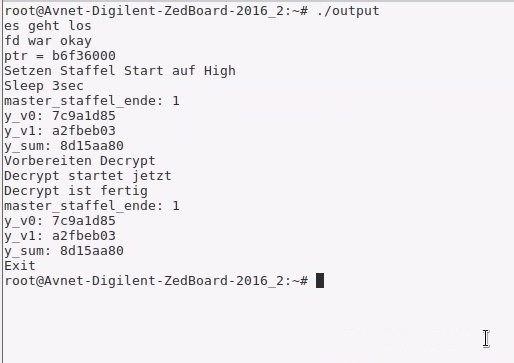 root@Avnet-Digilent-ZedBoard-2016_2:~# ./output
es geht los
fd war okay
ptr = b6f36000
Setzen Staffel Start auf High
Sleep 3sec
master_staffel_ende: 1
y_v0: 7c9a1d85
y_v1: a2fbeb03
y_sum: 8d15aa80
Vorbereiten Decrypt
Decrypt startet jetzt
Decrypt ist fertig
master_staffel_ende: 1
y_v0: 7c9a1d85
y_v1: a2fbeb03
y_sum: 8d15aa80
Exit
root@Avnet-Digilent-ZedBoard-2016_2:~#